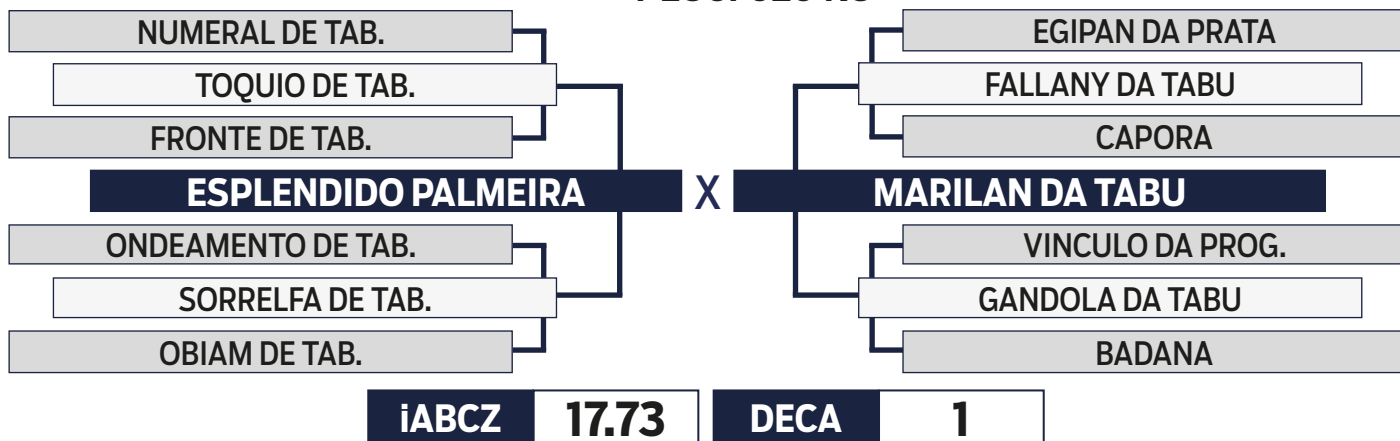 NUMERAL DE TAB.
EGIPAN DA PRATA
TOQUIO DE TAB.
FALLANY DA TABU
FRONTE DE TAB.
CAPORA
ESPLENDIDO PALMEIRA X MARILAN DA TABU
ONDEAMENTO DE TAB.
VINCULO DA PROG.
SORRELFA DE TAB.
GANDOLA DA TABU
OBIAM DE TAB.
BADANA
iABCZ 17.73 DECA 1